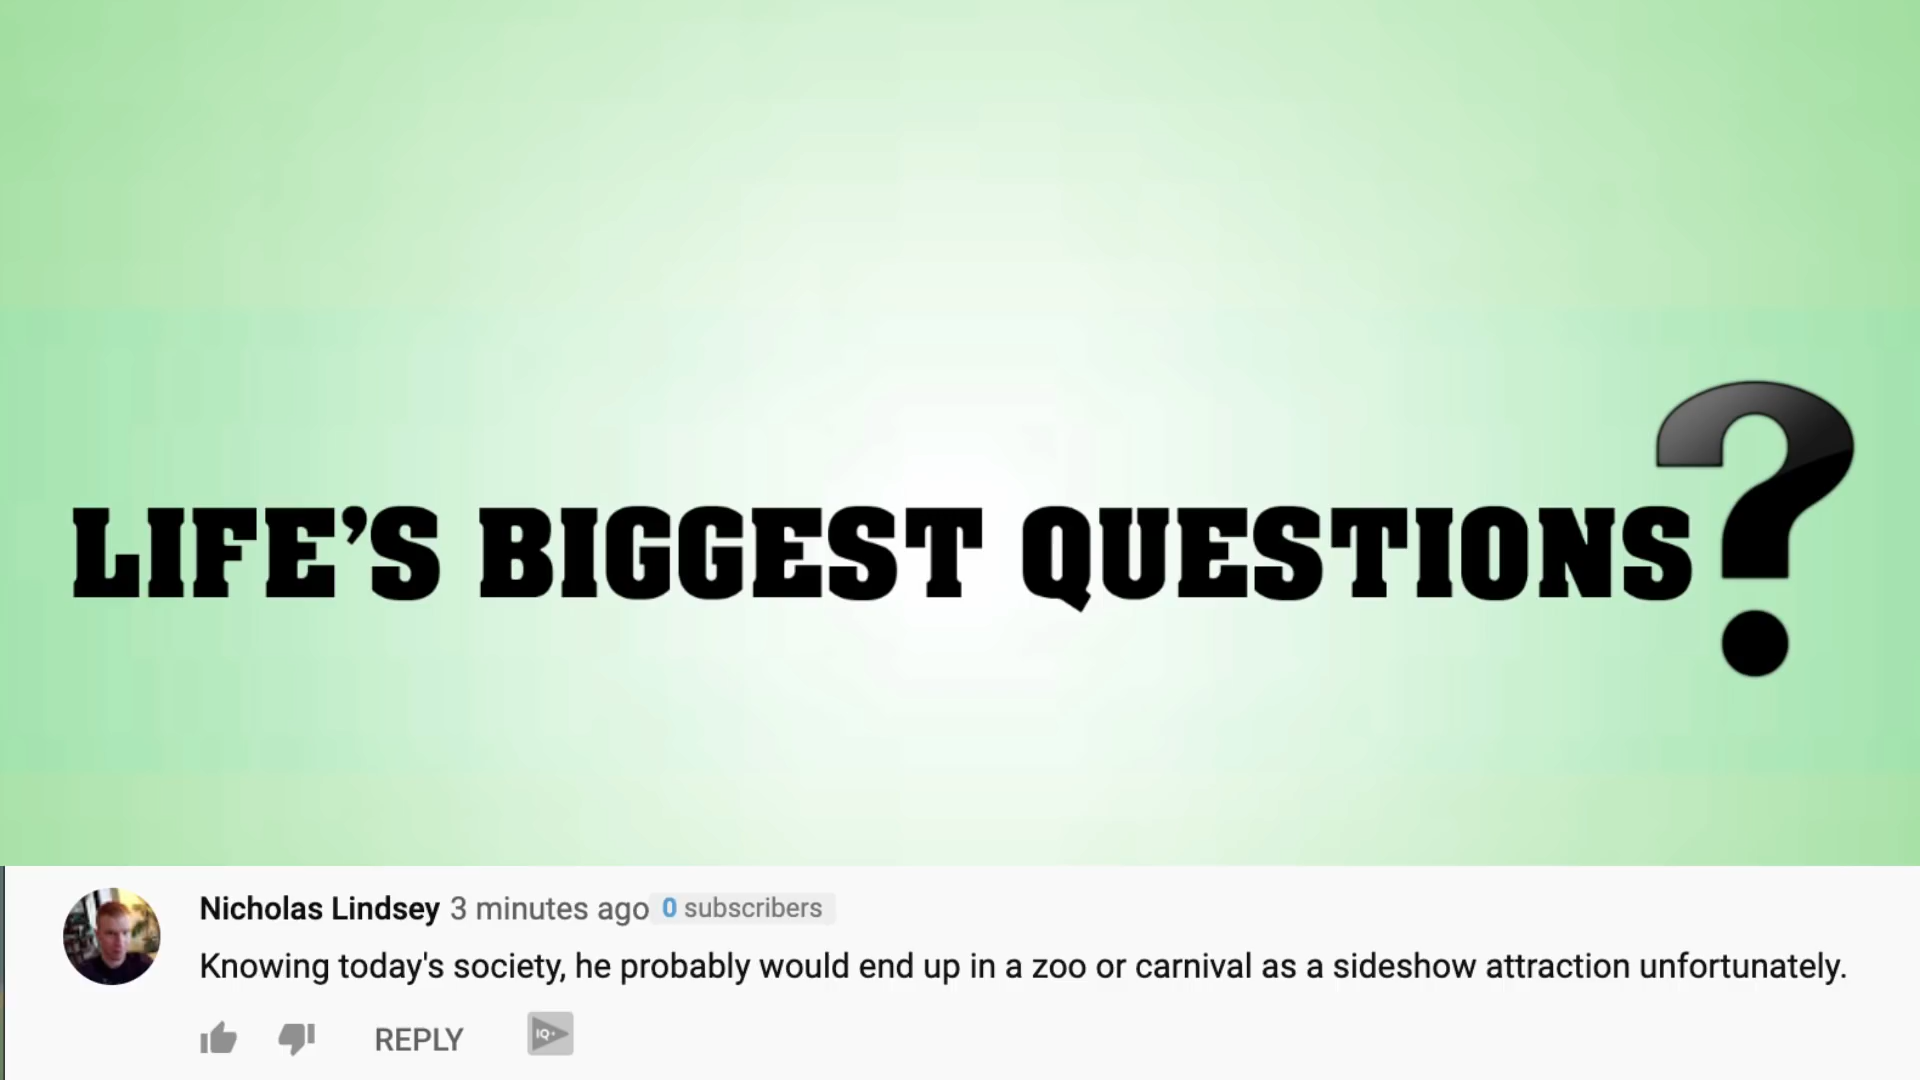 LIFE'S BIGGEST QUESTIONS?
Nicholas Lindsey 3 minutes ago 0 subscribers
Knowing today's society, he probably would end up in a zoo or carnival as a sideshow attraction unfortunately.
REPLY IQ